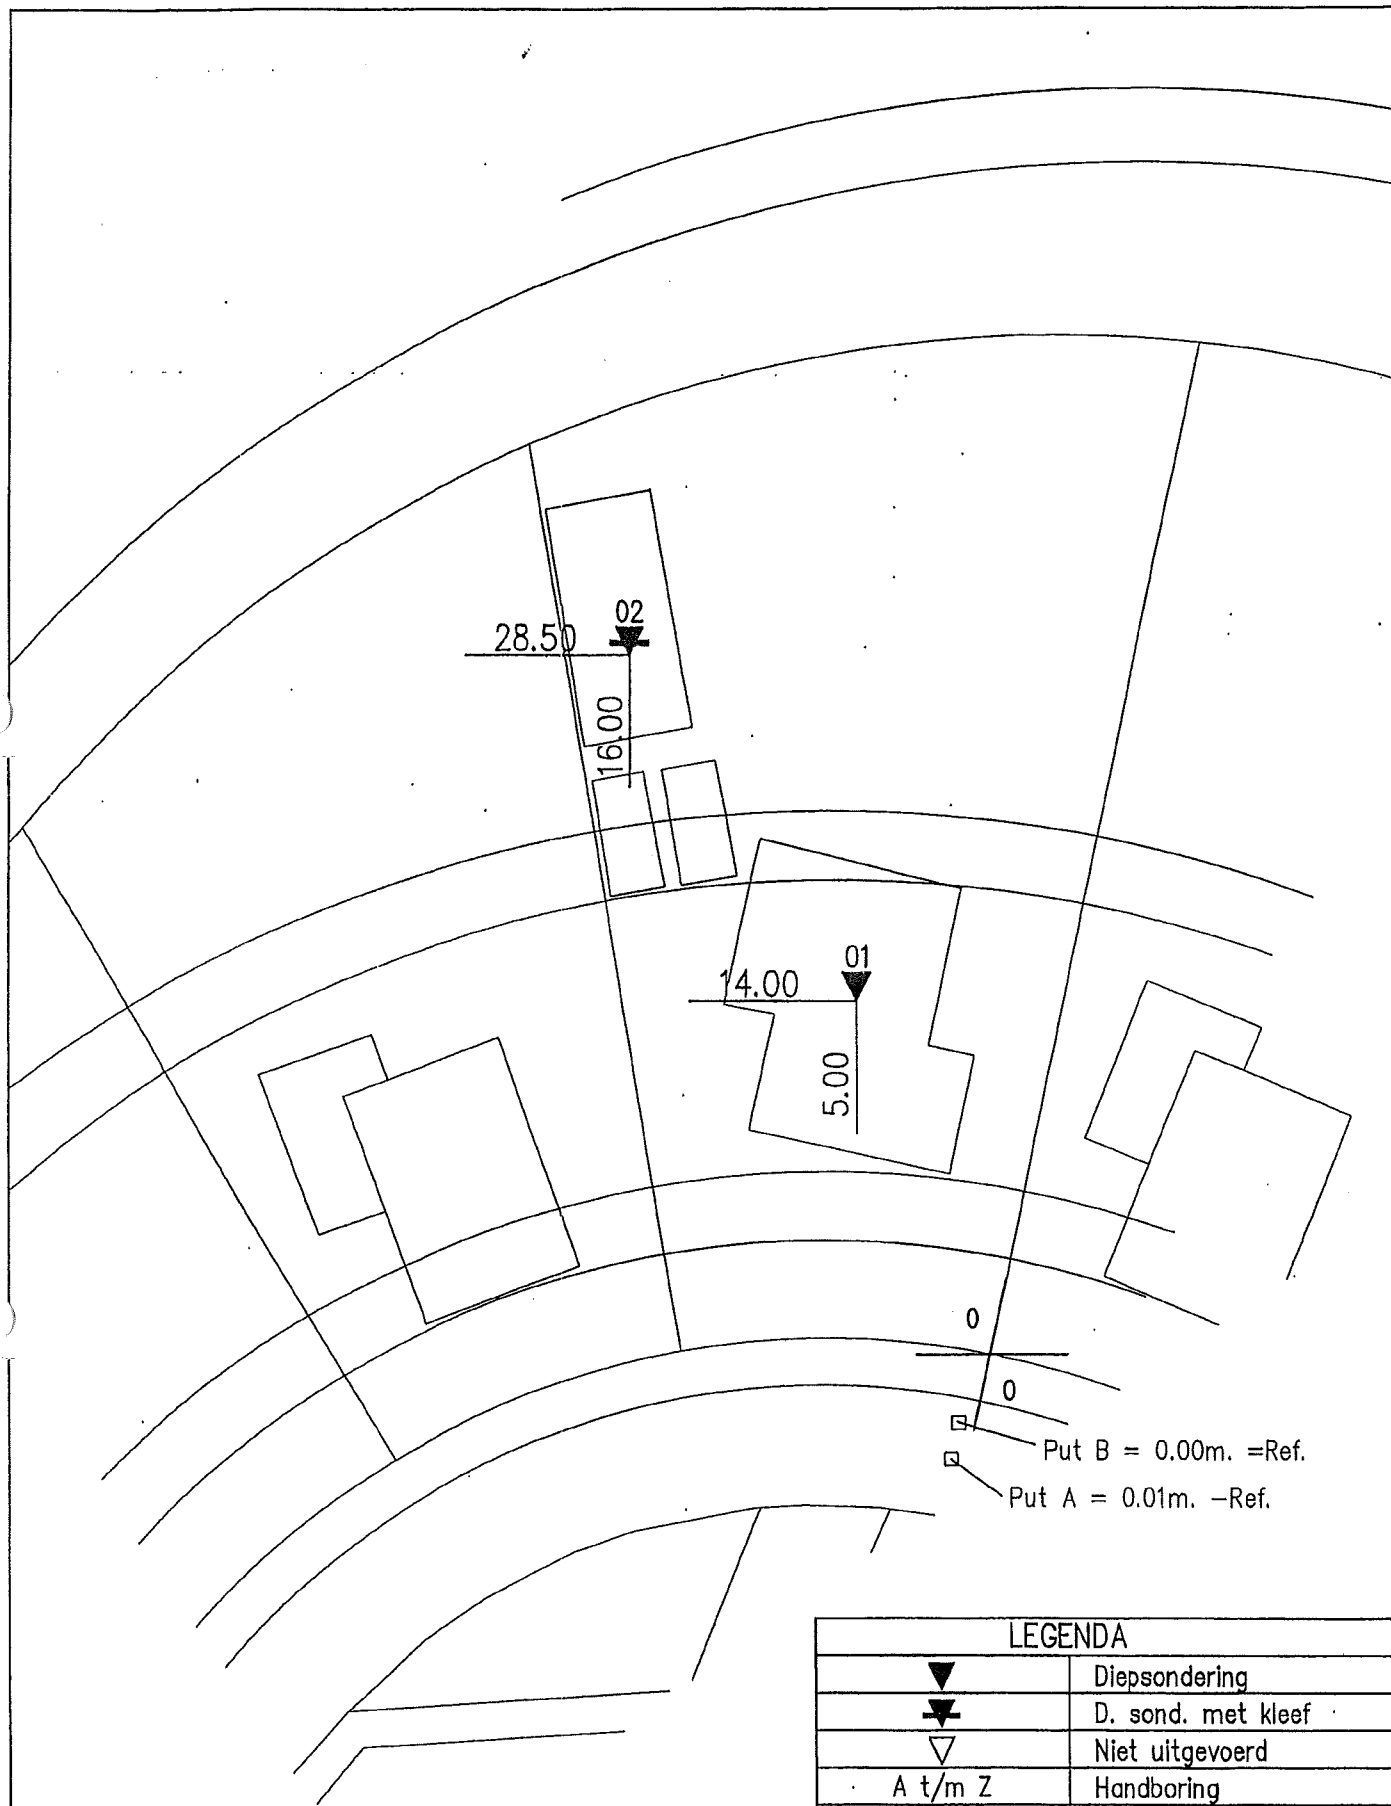 02
28.50
16.00
01
14.00
5.00
0
0
Put B = 0.00m. =Ref.
Put A = 0.01m. -Ref.
LEGENDA
Diepsondering
D. sond. met kleef
Niet uitgevoerd
A t/m Z Handboring